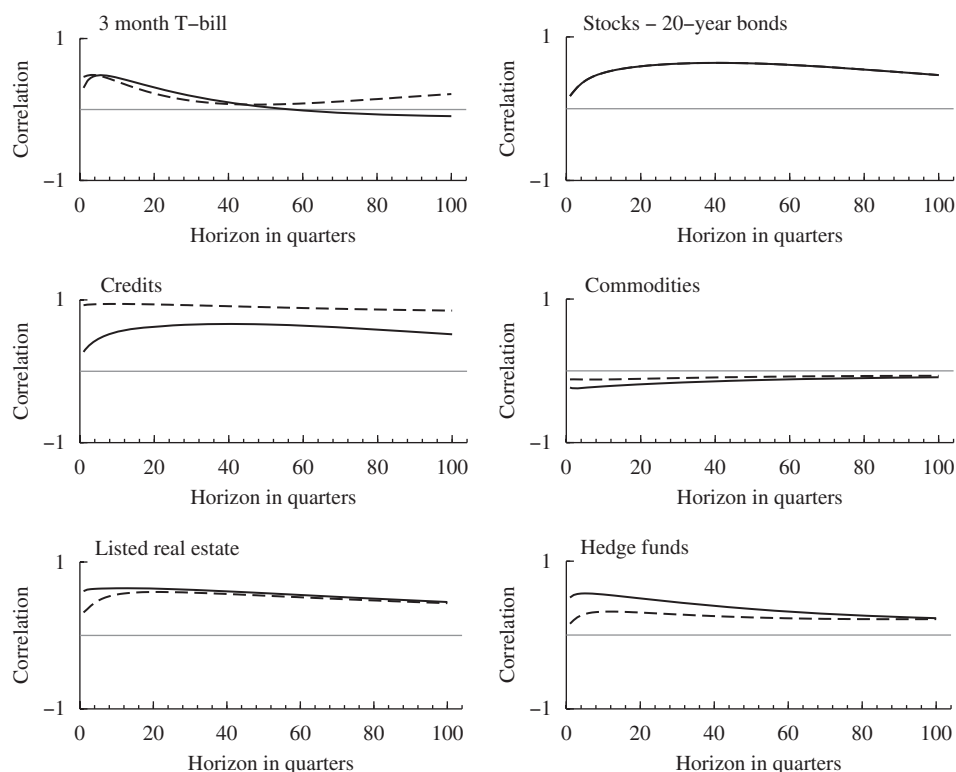 3 month T–bill
1
Correlation
–1
0 20 40 60 80 100
Horizon in quarters
Stocks – 20–year bonds
1
Correlation
–1
0 20 40 60 80 100
Horizon in quarters
Credits
1
Correlation
–1
0 20 40 60 80 100
Horizon in quarters
Commodities
1
Correlation
–1
0 20 40 60 80 100
Horizon in quarters
Listed real estate
1
Correlation
–1
0 20 40 60 80 100
Horizon in quarters
Hedge funds
1
Correlation
–1
0 20 40 60 80 100
Horizon in quarters